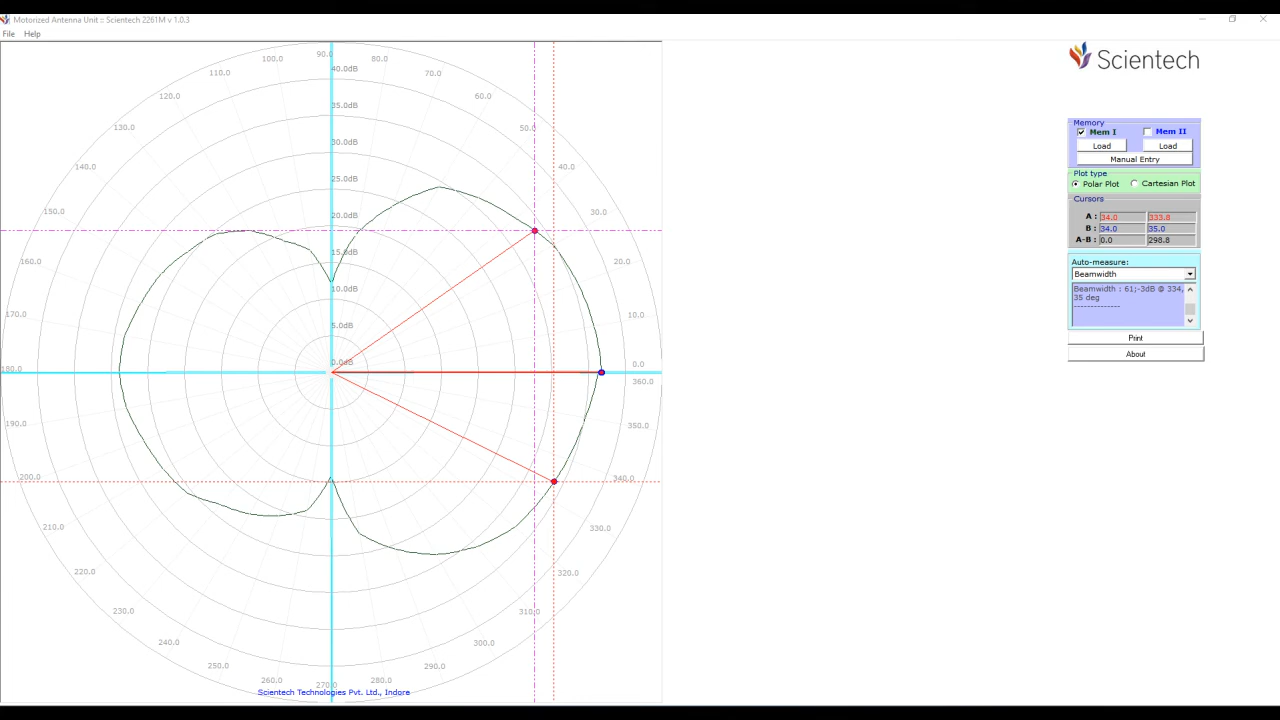 Motorized Antenna Unit :: Scientech 2261M v 1.0.3
File Help
Scientech
90.0
100.0 80.0
110.0 70.0
120.0 60.0
130.0 50.0
140.0 40.0
150.0 30.0
160.0 20.0
170.0 10.0
180.0 0.0
360.0
190.0 350.0
200.0 340.0
210.0 330.0
220.0 320.0
230.0 310.0
240.0 300.0
250.0 290.0
260.0 280.0
270.0
40.0dB
35.0dB
30.0dB
25.0dB
20.0dB
15.0dB
10.0dB
5.0dB
0.0dB
Scientech Technologies Pvt. Ltd., Indore
Memory
Mem I Mem II
Load Load
Manual Entry
Plot type
Polar Plot Cartesian Plot
Cursors
A : 34.0 333.8
B : 34.0 35.0
A-B : 0.0 298.8
Auto-measure:
Beamwidth
Beamwidth : 61;-3dB @ 334,
35 deg
--------------
Print
About